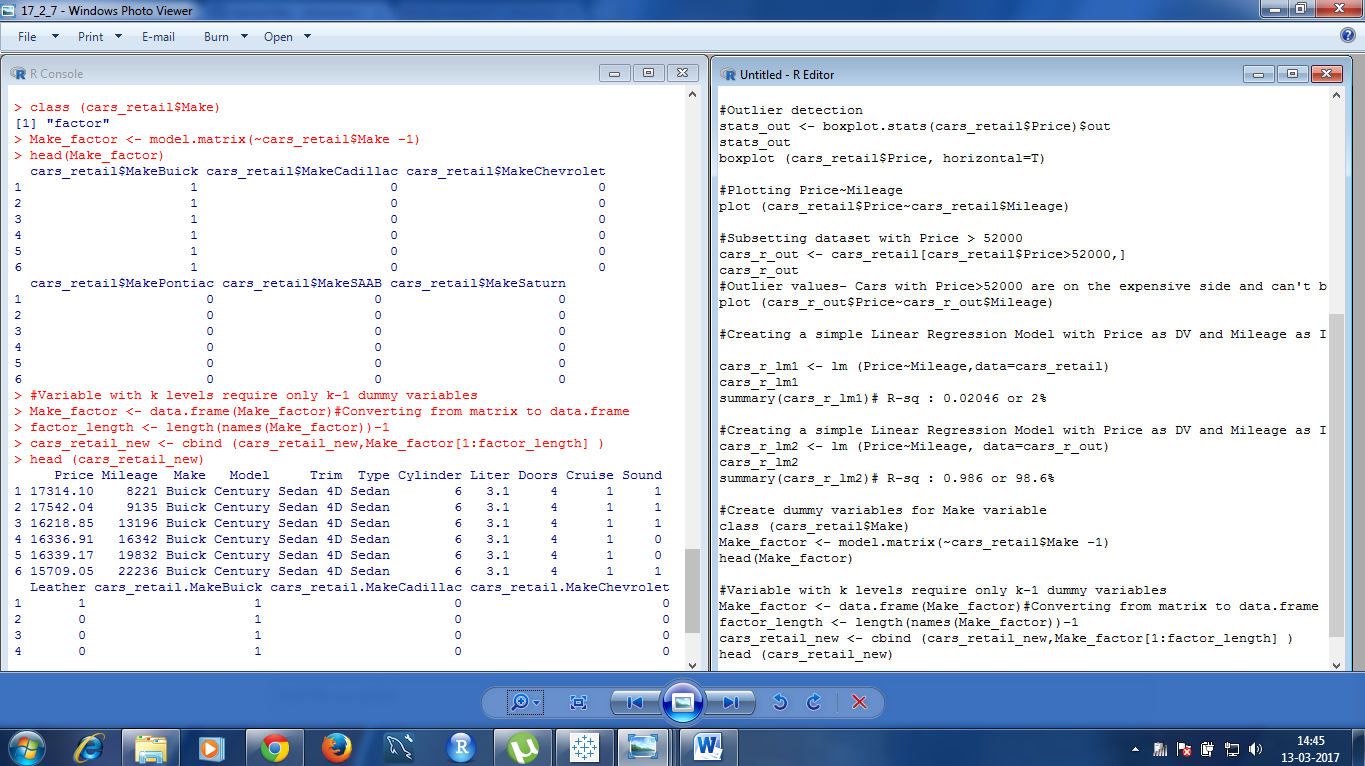 17_2_7 - Windows Photo Viewer
File Print E-mail Burn Open
R Console
> class (cars_retail$Make)
[1] "factor"
> Make_factor <- model.matrix(~cars_retail$Make -1)
> head(Make_factor)
cars_retail$MakeBuick cars_retail$MakeCadillac cars_retail$MakeChevrolet
1 1 0 0
2 1 0 0
3 1 0 0
4 1 0 0
5 1 0 0
6 1 0 0
cars_retail$MakePontiac cars_retail$MakeSAAB cars_retail$MakeSaturn
1 0 0 0
2 0 0 0
3 0 0 0
4 0 0 0
5 0 0 0
6 0 0 0
> #Variable with k levels require only k-1 dummy variables
> Make_factor <- data.frame(Make_factor)#Converting from matrix to data.frame
> factor_length <- length(names(Make_factor))-1
> cars_retail_new <- cbind (cars_retail_new,Make_factor[1:factor_length] )
> head (cars_retail_new)
Price Mileage Make Model Trim Type Cylinder Liter Doors Cruise Sound
1 17314.10 8221 Buick Century Sedan 4D Sedan 6 3.1 4 1 1
2 17542.04 9135 Buick Century Sedan 4D Sedan 6 3.1 4 1 1
3 16218.85 13196 Buick Century Sedan 4D Sedan 6 3.1 4 1 1
4 16336.91 16342 Buick Century Sedan 4D Sedan 6 3.1 4 1 0
5 16339.17 19832 Buick Century Sedan 4D Sedan 6 3.1 4 1 0
6 15709.05 22236 Buick Century Sedan 4D Sedan 6 3.1 4 1 1
Leather cars_retail.MakeBuick cars_retail.MakeCadillac cars_retail.MakeChevrolet
1 1 1 0 0
2 0 1 0 0
3 0 1 0 0
4 0 1 0 0
Untitled - R Editor
#Outlier detection
stats_out <- boxplot.stats(cars_retail$Price)$out
stats_out
boxplot (cars_retail$Price, horizontal=T)
#Plotting Price~Mileage
plot (cars_retail$Price~cars_retail$Mileage)
#Subsetting dataset with Price > 52000
cars_r_out <- cars_retail[cars_retail$Price>52000,]
cars_r_out
#Outlier values- Cars with Price>52000 are on the expensive side and can't b
plot (cars_r_out$Price~cars_r_out$Mileage)
#Creating a simple Linear Regression Model with Price as DV and Mileage as I
cars_r_lm1 <- lm (Price~Mileage,data=cars_retail)
cars_r_lm1
summary(cars_r_lm1)# R-sq : 0.02046 or 2%
#Creating a simple Linear Regression Model with Price as DV and Mileage as I
cars_r_lm2 <- lm (Price~Mileage, data=cars_r_out)
cars_r_lm2
summary(cars_r_lm2)# R-sq : 0.986 or 98.6%
#Create dummy variables for Make variable
class (cars_retail$Make)
Make_factor <- model.matrix(~cars_retail$Make -1)
head(Make_factor)
#Variable with k levels require only k-1 dummy variables
Make_factor <- data.frame(Make_factor)#Converting from matrix to data.frame
factor_length <- length(names(Make_factor))-1
cars_retail_new <- cbind (cars_retail_new,Make_factor[1:factor_length] )
head (cars_retail_new)
14:45
13-03-2017